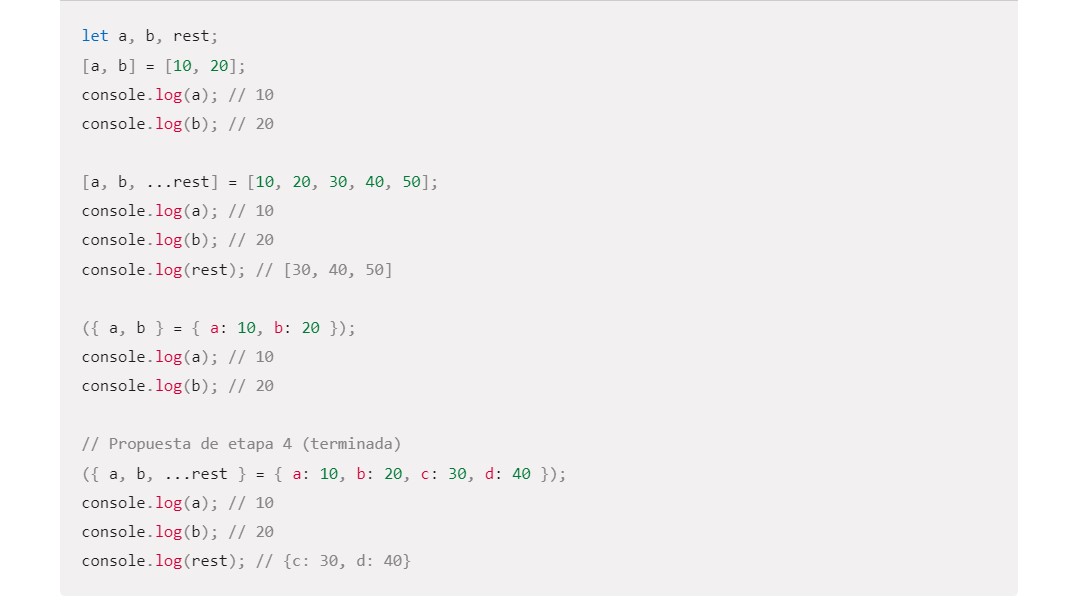 let a, b, rest;
[a, b] = [10, 20];
console.log(a); // 10
console.log(b); // 20
[a, b, ...rest] = [10, 20, 30, 40, 50];
console.log(a); // 10
console.log(b); // 20
console.log(rest); // [30, 40, 50]
({ a, b } = { a: 10, b: 20 });
console.log(a); // 10
console.log(b); // 20
// Propuesta de etapa 4 (terminada)
({ a, b, ...rest } = { a: 10, b: 20, c: 30, d: 40 });
console.log(a); // 10
console.log(b); // 20
console.log(rest); // {c: 30, d: 40}